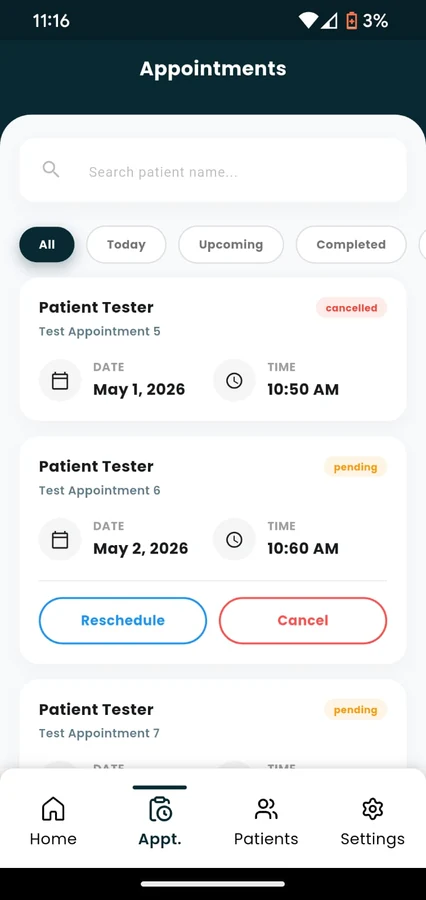 11:16
3%
Appointments
Search patient name...
All Today Upcoming Completed
Patient Tester
cancelled
Test Appointment 5
DATE
May 1, 2026
TIME
10:50 AM
Patient Tester
pending
Test Appointment 6
DATE
May 2, 2026
TIME
10:60 AM
Reschedule
Cancel
Patient Tester
pending
Test Appointment 7
DATE
TIME
Home
Appt.
Patients
Settings